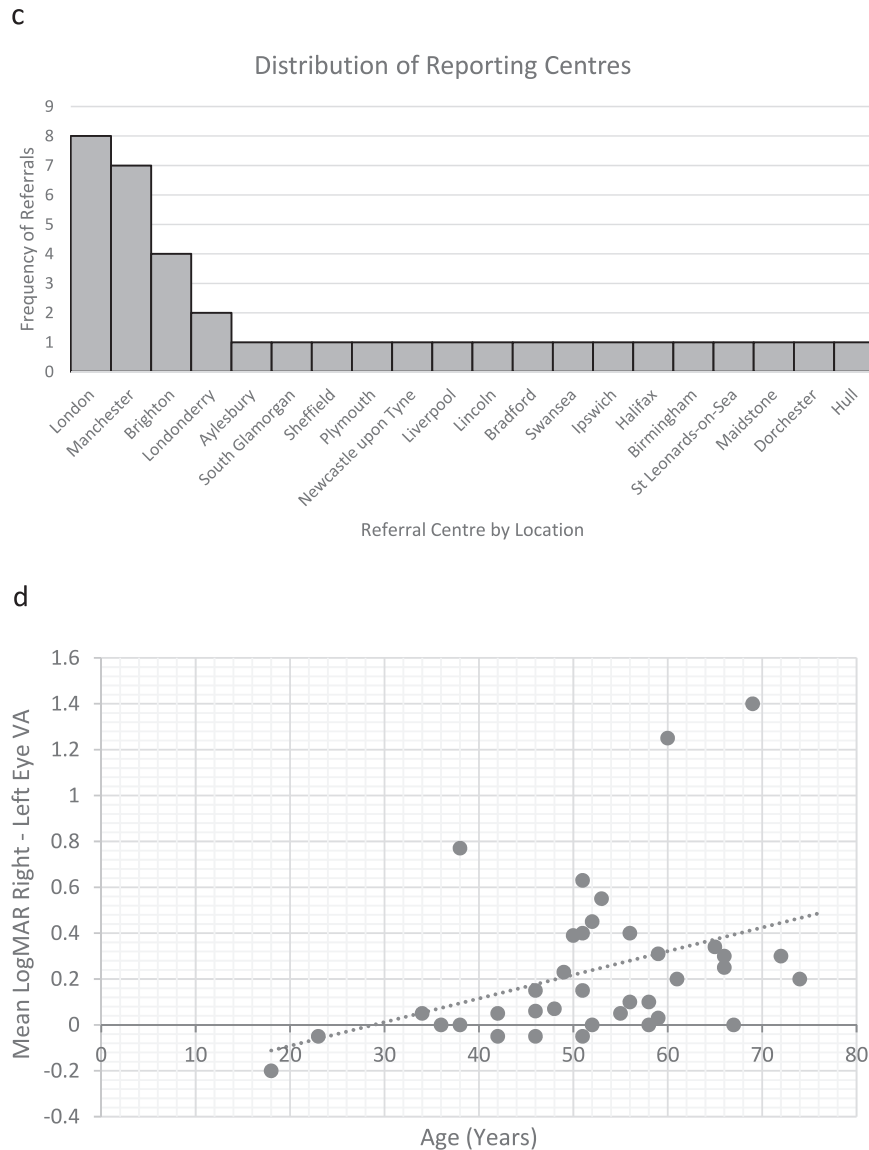 c
Distribution of Reporting Centres
9
8
7
6
5
4
3
2
1
0
Frequency of Referrals
London
Manchester
Brighton
Londonderry
Aylesbury
South Glamorgan
Sheffield
Plymouth
Newcastle upon Tyne
Liverpool
Lincoln
Bradford
Swansea
Ipswich
Halifax
Birmingham
St Leonards-on-Sea
Maidstone
Dorchester
Hull
Referral Centre by Location
d
1.6
1.4
1.2
1
0.8
0.6
0.4
0.2
0
-0.2
-0.4
Mean LogMAR Right - Left Eye VA
0 10 20 30 40 50 60 70 80
Age (Years)